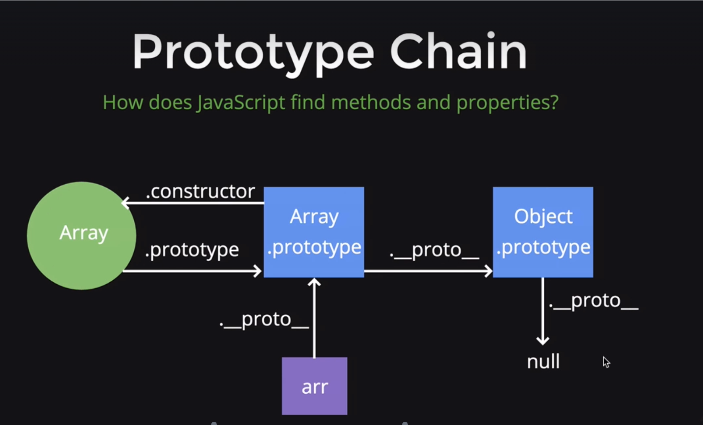 Prototype Chain
How does JavaScript find methods and properties?
.constructor
Array
.prototype
Array
.prototype
.__proto__
Object
.prototype
.__proto__
.__proto__
null
arr